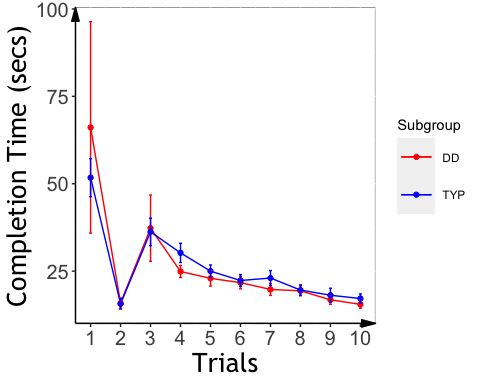 Completion Time (secs)
100
75
50
25
1 2 3 4 5 6 7 8 9 10
Trials
Subgroup
DD
TYP